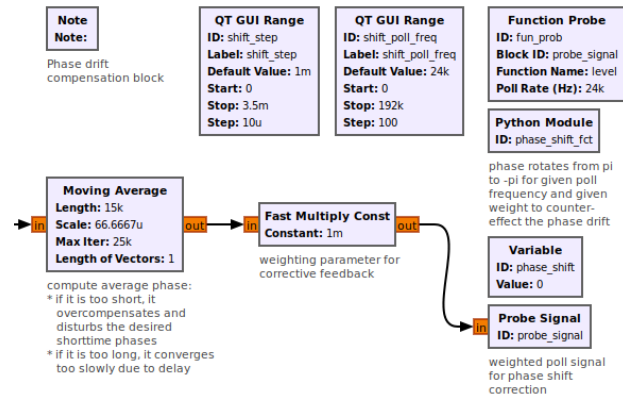 Note
Note:
Phase drift
compensation block
QT GUI Range
ID: shift_step
Label: shift_step
Default Value: 1m
Start: 0
Stop: 3.5m
Step: 10u
QT GUI Range
ID: shift_poll_freq
Label: shift_poll_freq
Default Value: 24k
Start: 0
Stop: 192k
Step: 100
Function Probe
ID: fun_prob
Block ID: probe_signal
Function Name: level
Poll Rate (Hz): 24k
Python Module
ID: phase_shift_fct
phase rotates from pi
to -pi for given poll
frequency and given
weight to counter-
effect the phase drift
in
Moving Average
Length: 15k
Scale: 66.6667u
Max Iter: 25k
Length of Vectors: 1
out
compute average phase:
* if it is too short, it
overcompensates and
disturbs the desired
shorttime phases
* if it is too long, it converges
too slowly due to delay
in
Fast Multiply Const
Constant: 1m
out
weighting parameter for
corrective feedback
Variable
ID: phase_shift
Value: 0
in
Probe Signal
ID: probe_signal
weighted poll signal
for phase shift
correction